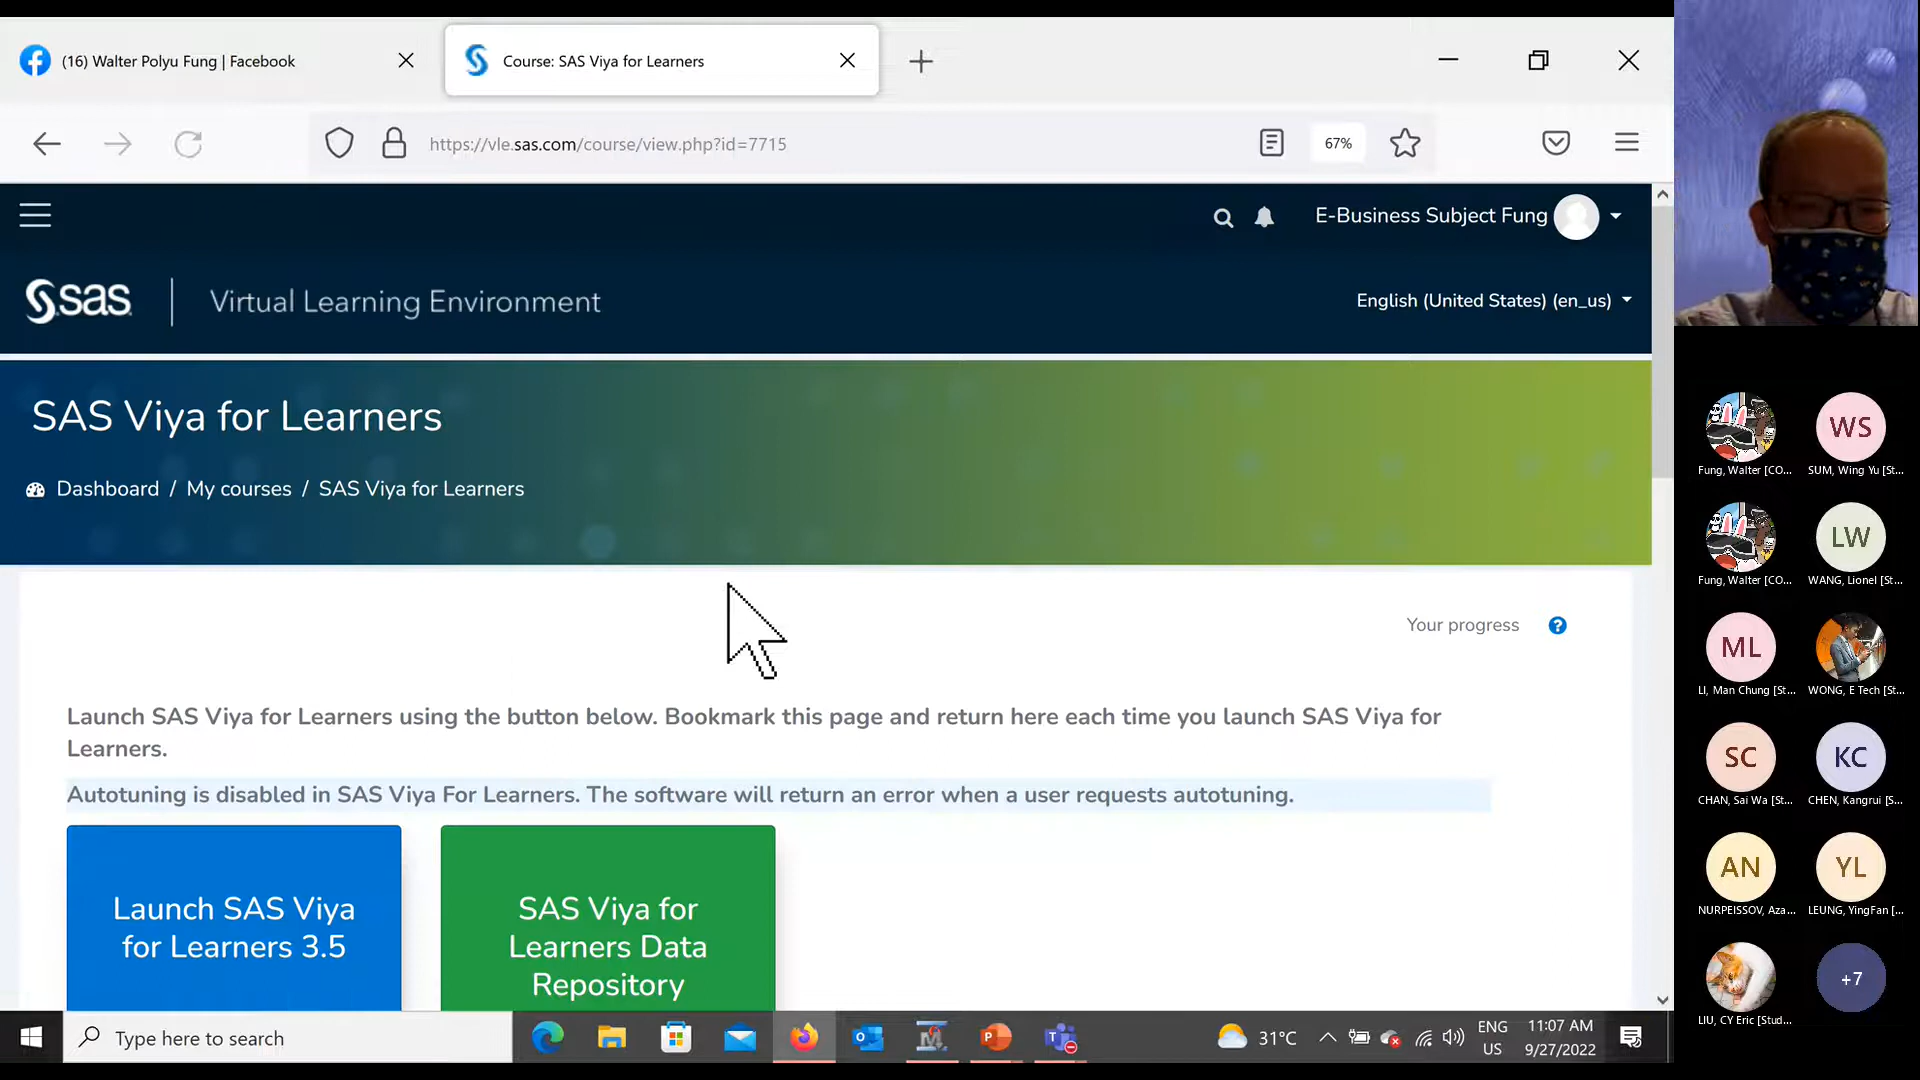 (16) Walter Polyu Fung | Facebook
Course: SAS Viya for Learners
https://vle.sas.com/course/view.php?id=7715
67%
E-Business Subject Fung
sas
Virtual Learning Environment
English (United States) (en_us)
SAS Viya for Learners
Dashboard / My courses / SAS Viya for Learners
Your progress
Launch SAS Viya for Learners using the button below. Bookmark this page and return here each time you launch SAS Viya for
Learners.
Autotuning is disabled in SAS Viya For Learners. The software will return an error when a user requests autotuning.
Launch SAS Viya
for Learners 3.5
SAS Viya for
Learners Data
Repository
Type here to search
31°C
ENG
US
11:07 AM
9/27/2022
Fung, Walter [CO...
WS
SUM, Wing Yu [St...
Fung, Walter [CO...
LW
WANG, Lionel [St...
ML
LI, Man Chung [St...
WONG, E Tech [St...
SC
CHAN, Sai Wa [St...
KC
CHEN, Kangrui [S...
AN
NURPEISSOV, Aza...
YL
LEUNG, YingFan [...
LIU, CY Eric [Stud...
+7